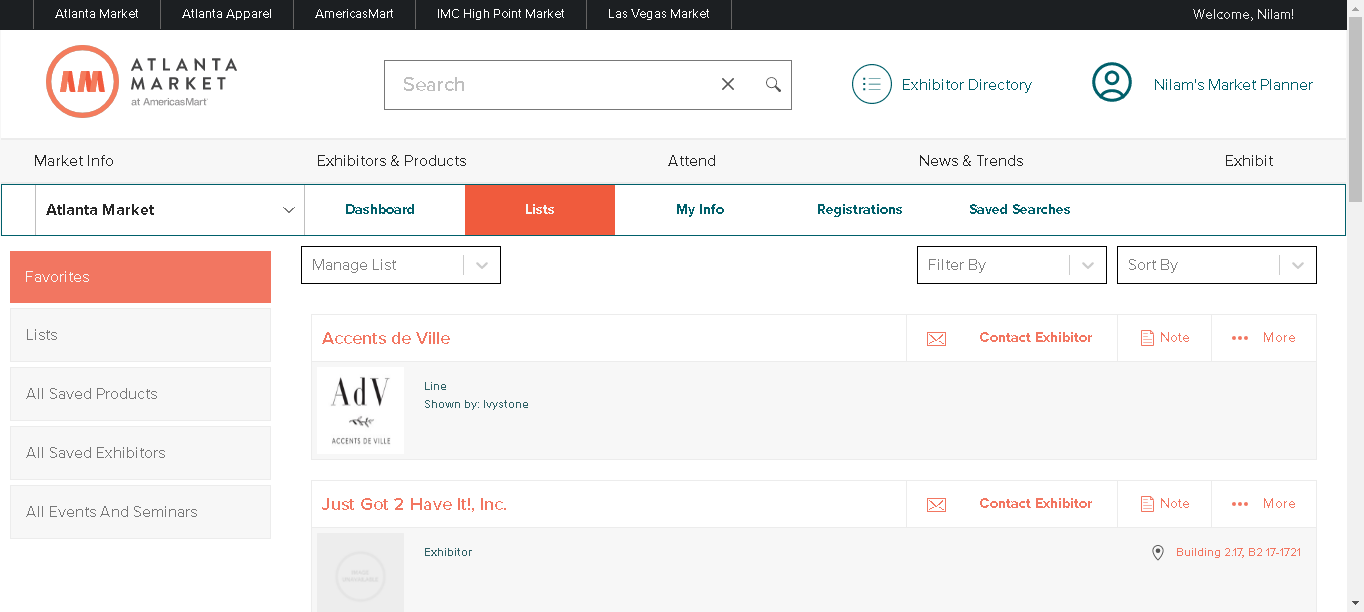 Atlanta Market
Atlanta Apparel
AmericasMart
IMC High Point Market
Las Vegas Market
Welcome, Nilam!
AM
ATLANTA
MARKET
at AmericasMart
Search
Exhibitor Directory
Nilam's Market Planner
Market Info
Exhibitors & Products
Attend
News & Trends
Exhibit
Atlanta Market
Dashboard
Lists
My Info
Registrations
Saved Searches
Favorites
Lists
All Saved Products
All Saved Exhibitors
All Events And Seminars
Manage List
Filter By
Sort By
Accents de Ville
Contact Exhibitor
Note
More
AdV
ACCENTS DE VILLE
Line
Shown by: Ivystone
Just Got 2 Have It!, Inc.
Contact Exhibitor
Note
More
Exhibitor
Building 2.17, B2 17-1721